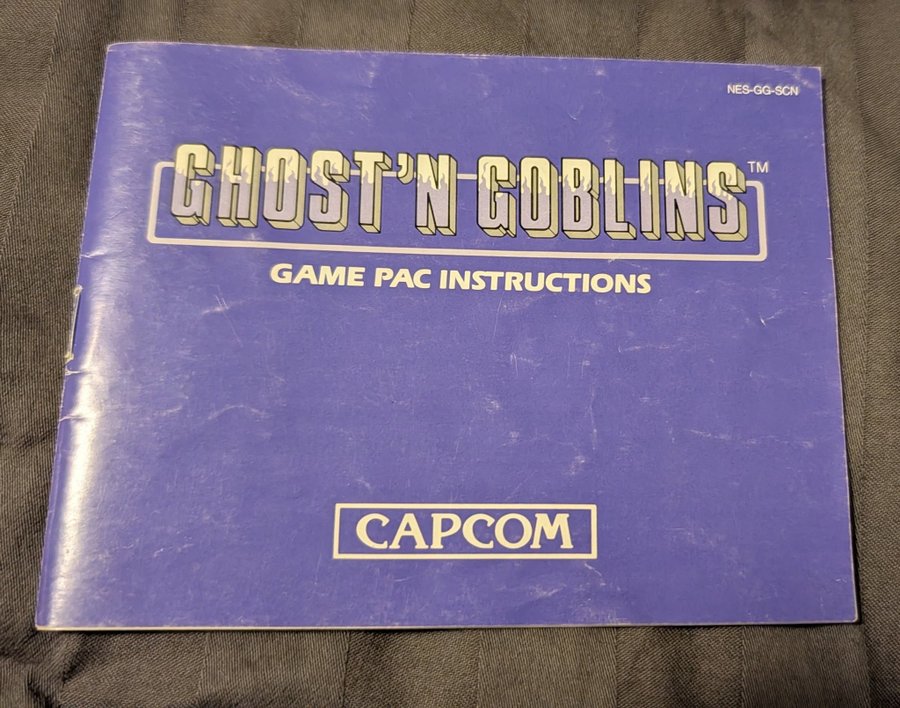 NES-GG-SCN
GHOST'N GOBLINS™
GAME PAC INSTRUCTIONS
CAPCOM